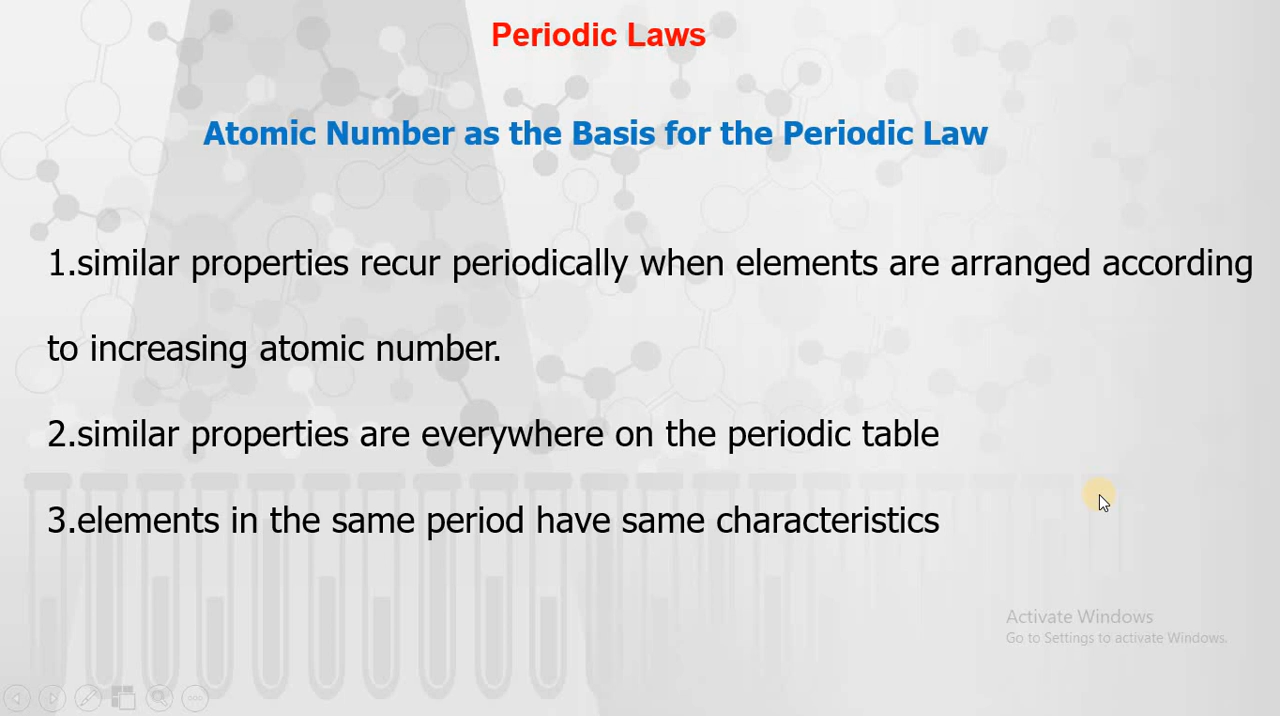 Periodic Laws
Atomic Number as the Basis for the Periodic Law
1.similar properties recur periodically when elements are arranged according
to increasing atomic number.
2.similar properties are everywhere on the periodic table
3.elements in the same period have same characteristics
Activate Windows
Go to Settings to activate Windows.